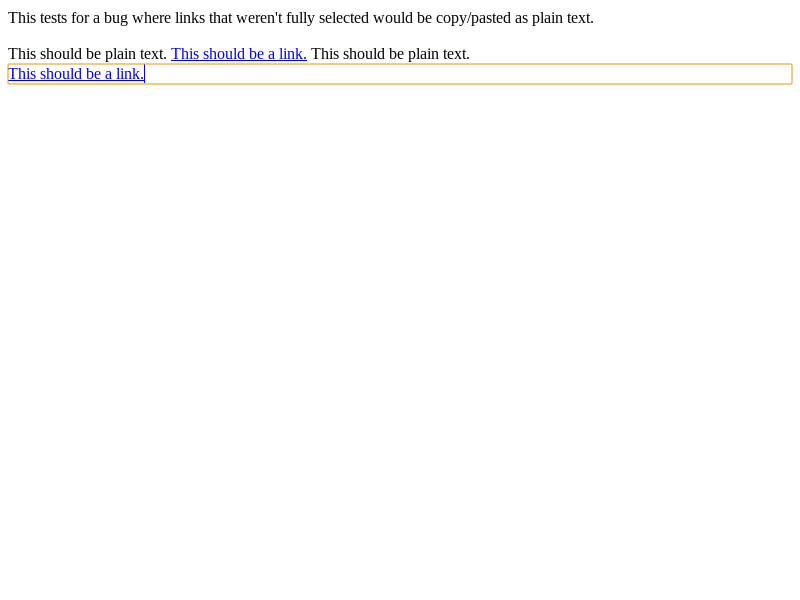 This tests for a bug where links that weren't fully selected would be copy/pasted as plain text.
This should be plain text. This should be a link. This should be plain text.
This should be a link.